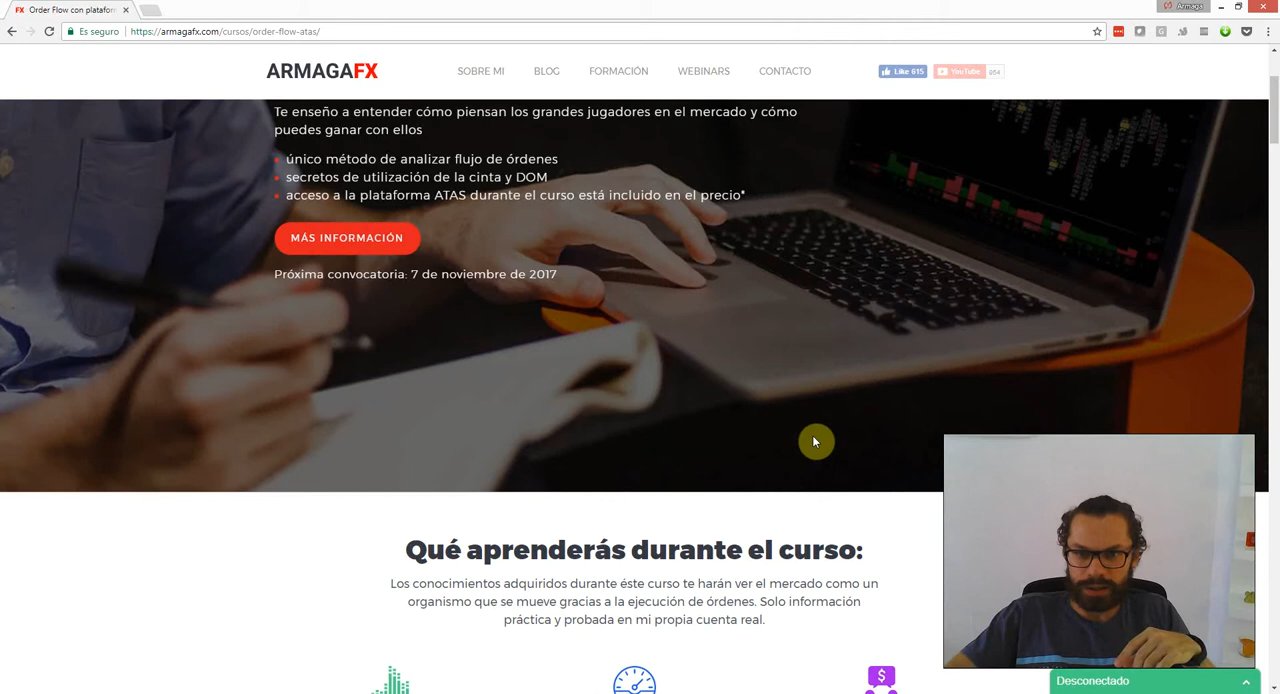 FX Order Flow con platafor
Armaga
Es seguro
https://armagafx.com/cursos/order-flow-atas/
ARMAGAFX
SOBRE MI
BLOG
FORMACIÓN
WEBINARS
CONTACTO
Like 615
YouTube
954
Te enseño a entender cómo piensan los grandes jugadores en el mercado y cómo
puedes ganar con ellos
único método de analizar flujo de órdenes
secretos de utilización de la cinta y DOM
acceso a la plataforma ATAS durante el curso está incluido en el precio*
MÁS INFORMACIÓN
Próxima convocatoria: 7 de noviembre de 2017
Qué aprenderás durante el curso:
Los conocimientos adquiridos durante éste curso te harán ver el mercado como un
organismo que se mueve gracias a la ejecución de órdenes. Solo información
práctica y probada en mi propia cuenta real.
$
Desconectado